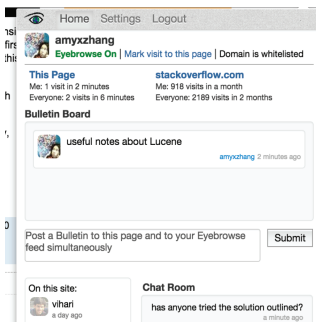 Home Settings Logout
amyxzhang
Eyebrowse On | Mark visit to this page | Domain is whitelisted
This Page
Me: 1 visit in 2 minutes
Everyone: 2 visits in 6 minutes
stackoverflow.com
Me: 918 visits in a month
Everyone: 2189 visits in 2 months
Bulletin Board
useful notes about Lucene
amyxzhang 2 minutes ago
Post a Bulletin to this page and to your Eyebrowse
feed simultaneously
Submit
On this site:
vihari
a day ago
Chat Room
has anyone tried the solution outlined?
a minute ago